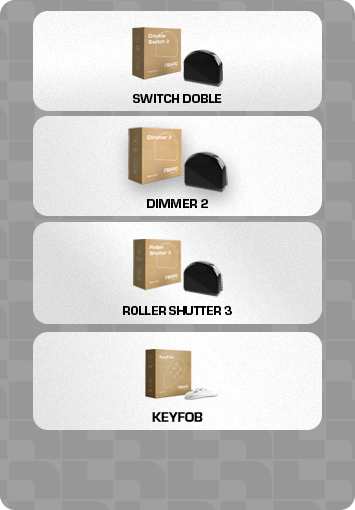 Double
Switch 2
FIBARO
SWITCH DOBLE
Dimmer 2
FIBARO
DIMMER 2
Roller
Shutter 3
FIBARO
ROLLER SHUTTER 3
KeyFob
FIBARO
KEYFOB